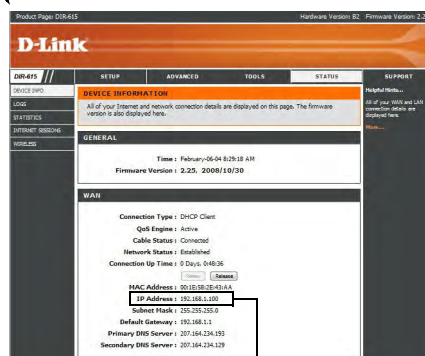 Product Page: DIR-615 Hardware Version: B2 Firmware Version: 2.2
D-Link
DIR-615 SETUP ADVANCED TOOLS STATUS SUPPORT
DEVICE INFO
LOGS
STATISTICS
INTERNET SESSIONS
WIRELESS
DEVICE INFORMATION
All of your Internet and network connection details are displayed on this page. The firmware
version is also displayed here.
GENERAL
Time : February-06-04 8:29:18 AM
Firmware Version : 2.25, 2008/10/30
WAN
Connection Type : DHCP Client
QoS Engine : Active
Cable Status : Connected
Network Status : Established
Connection Up Time : 0 Days, 0:48:36
Renew Release
MAC Address : 00:1E:5B:2E:43:AA
IP Address : 192.168.1.100
Subnet Mask : 255.255.255.0
Default Gateway : 192.168.1.1
Primary DNS Server : 207.164.234.193
Secondary DNS Server : 207.164.234.129
Helpful Hints...
All of your WAN and LAN
connection details are
displayed here.
More...